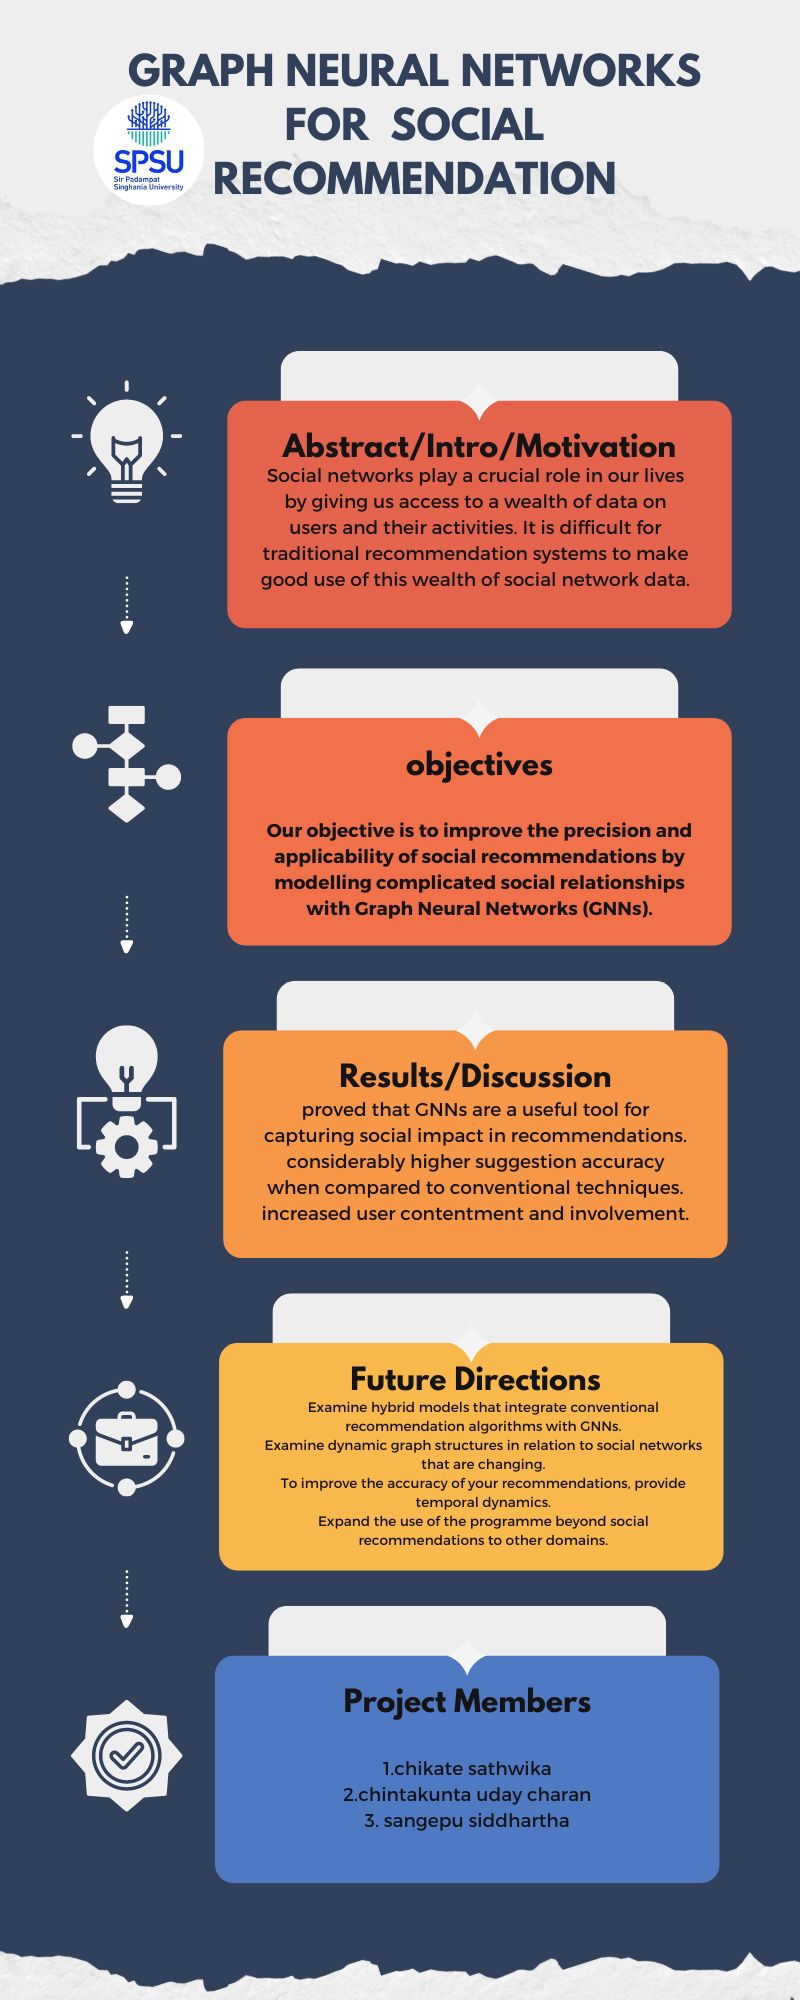 GRAPH NEURAL NETWORKS
FOR SOCIAL
RECOMMENDATION
SPSU
Sir Padampat
Singhania University
Abstract/Intro/Motivation
Social networks play a crucial role in our lives
by giving us access to a wealth of data on
users and their activities. It is difficult for
traditional recommendation systems to make
good use of this wealth of social network data.
objectives
Our objective is to improve the precision and
applicability of social recommendations by
modelling complicated social relationships
with Graph Neural Networks (GNNs).
Results/Discussion
proved that GNNs are a useful tool for
capturing social impact in recommendations.
considerably higher suggestion accuracy
when compared to conventional techniques.
increased user contentment and involvement.
Future Directions
Examine hybrid models that integrate conventional
recommendation algorithms with GNNs.
Examine dynamic graph structures in relation to social networks
that are changing.
To improve the accuracy of your recommendations, provide
temporal dynamics.
Expand the use of the programme beyond social
recommendations to other domains.
Project Members
1.chikate sathwika
2.chintakunta uday charan
3. sangepu siddhartha